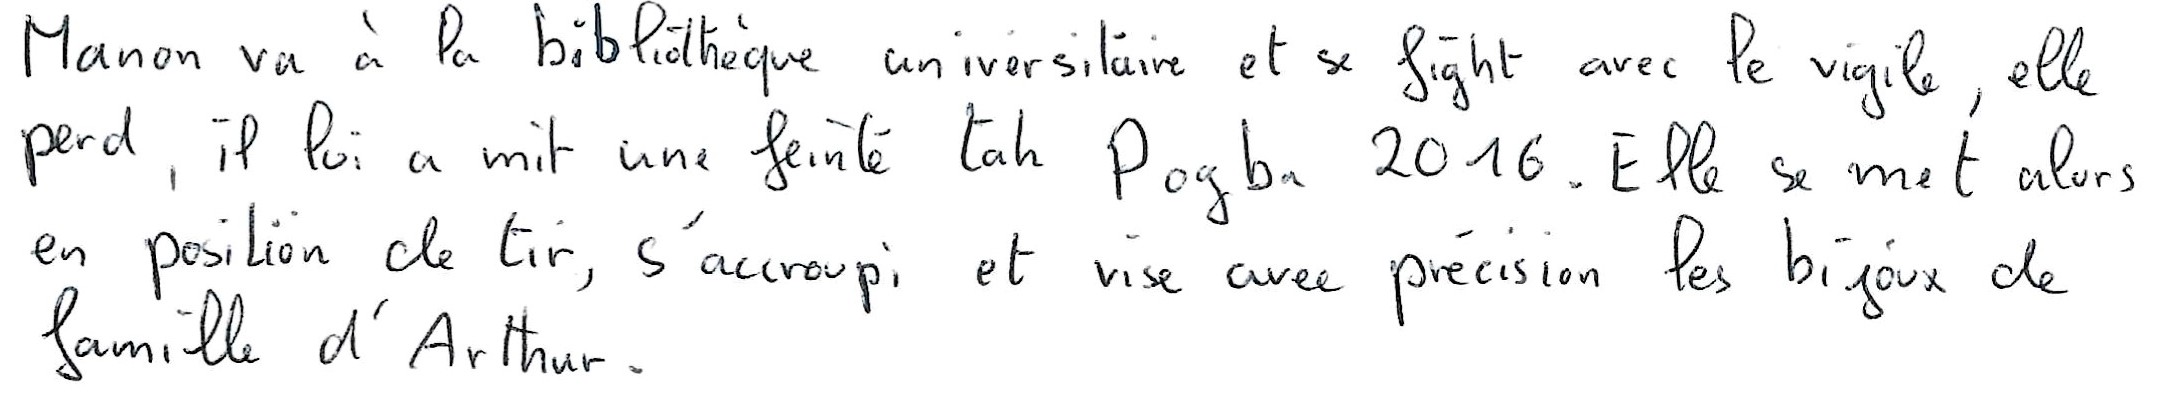 Manon va à la bibliothèque universitaire et se fight avec le vigile, elle
perd, il lui a mit une feinte tah Pogba 2016. Elle se met alors
en position de tir, s'accroupi et vise avec précision les bijoux de
famille d'Arthur.